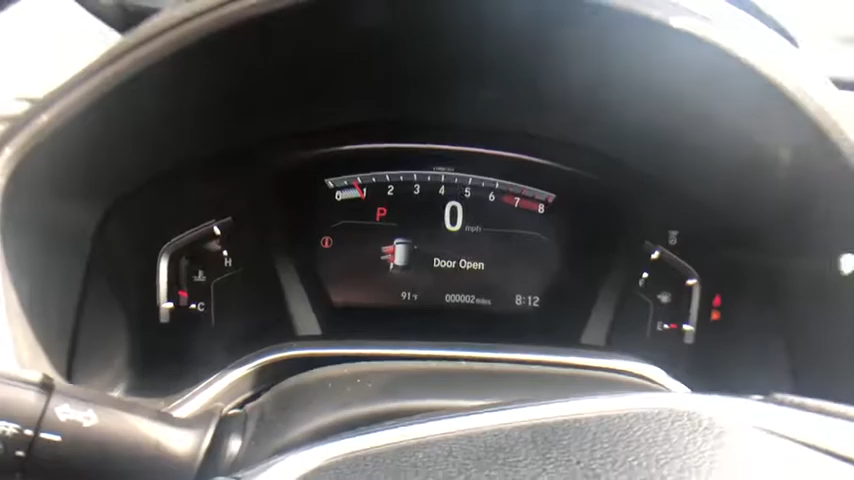 0 1 2 3 4 5 6 7 8
P 0 mph
H
Door Open
C
E
91°F 000002 miles 8:12